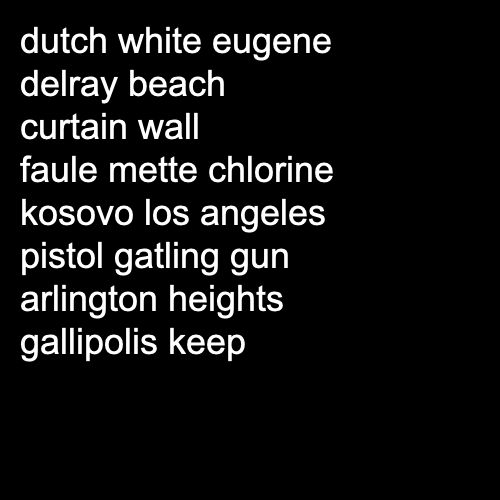 dutch white eugene
delray beach
curtain wall
faule mette chlorine
kosovo los angeles
pistol gatling gun
arlington heights
gallipolis keep